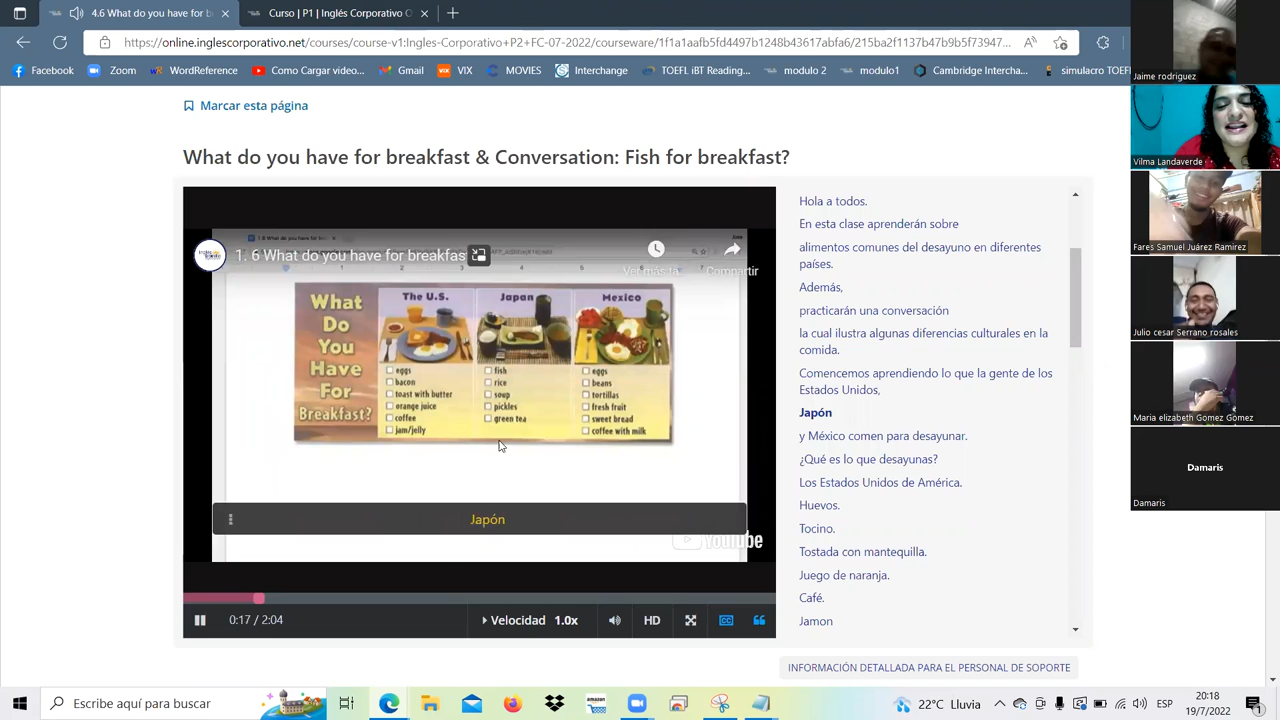 4.6 What do you have for b
Curso | P1 | Inglés Corporativo O
https://online.inglescorporativo.net/courses/course-v1:Ingles-Corporativo+P2+FC-07-2022/courseware/1f1a1aafb5fd4497b1248b43617abfa6/215ba2f1137b47b9b5f73947...
Facebook
Zoom
WordReference
Como Cargar video...
Gmail
VIX
MOVIES
Interchange
TOEFL iBT Reading...
modulo 2
modulo1
Cambridge Intercha...
simulacro TOEFL
Marcar esta página
What do you have for breakfast & Conversation: Fish for breakfast?
1. 6 What do you have for breakfas
Ver más ta
Compartir
What
Do
You
Have
For
Breakfast?
The U.S.
eggs
bacon
toast with butter
orange juice
coffee
jam/jelly
Japan
fish
rice
soup
pickles
green tea
Mexico
eggs
beans
tortillas
fresh fruit
sweet bread
coffee with milk
Japón
YouTube
0:17 / 2:04
Velocidad 1.0x
HD
Hola a todos.
En esta clase aprenderán sobre
alimentos comunes del desayuno en diferentes
países.
Además,
practicarán una conversación
la cual ilustra algunas diferencias culturales en la
comida.
Comencemos aprendiendo lo que la gente de los
Estados Unidos,
Japón
y México comen para desayunar.
¿Qué es lo que desayunas?
Los Estados Unidos de América.
Huevos.
Tocino.
Tostada con mantequilla.
Juego de naranja.
Café.
Jamon
INFORMACIÓN DETALLADA PARA EL PERSONAL DE SOPORTE
Jaime rodriguez
Vilma Landaverde
Fares Samuel Juárez Ramírez
Julio cesar Serrano rosales
Maria elizabeth Gomez Gomez
Damaris
Damaris
Escribe aquí para buscar
22°C Lluvia
ESP
20:18
19/7/2022